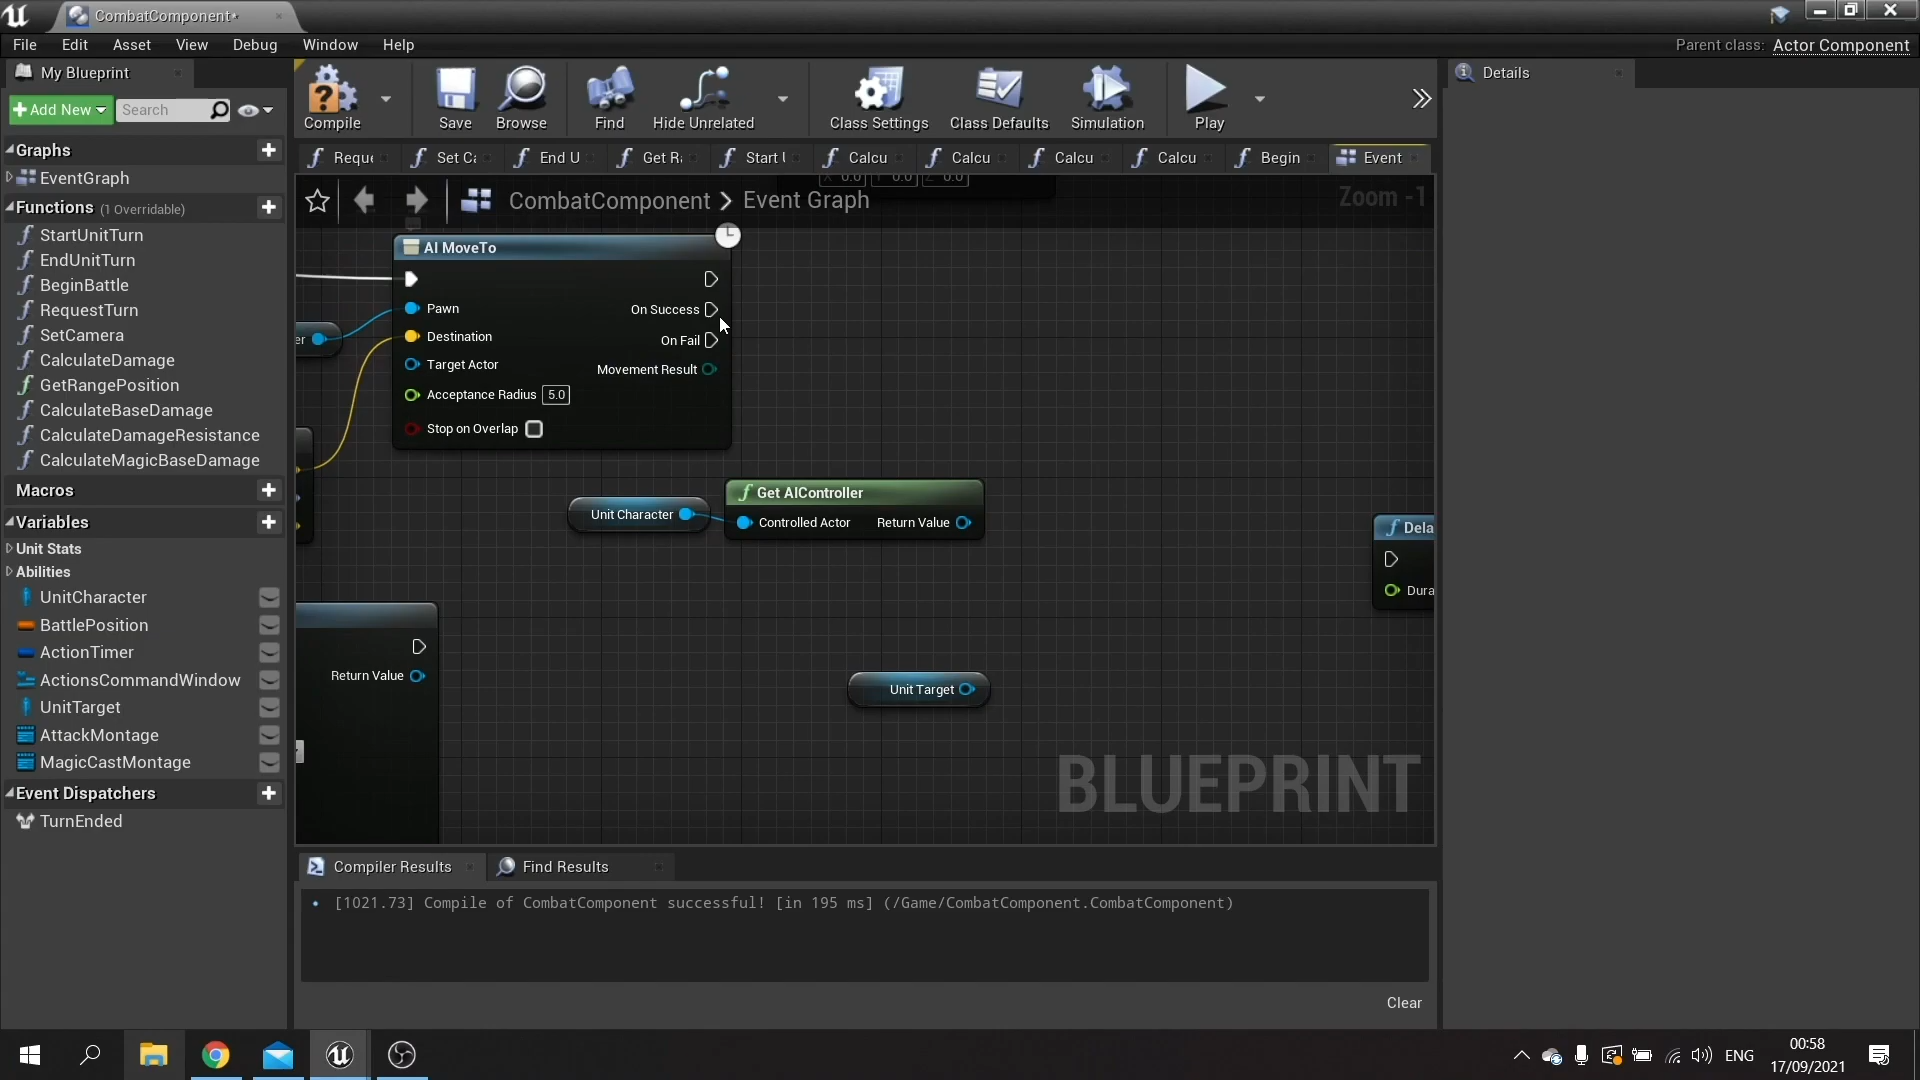 CombatComponent*
File Edit Asset View Debug Window Help
Parent class: Actor Component
My Blueprint
Add New
Search
Compile
Save
Browse
Find
Hide Unrelated
Class Settings
Class Defaults
Simulation
Play
Details
Graphs
EventGraph
Functions (1 Overridable)
StartUnitTurn
EndUnitTurn
BeginBattle
RequestTurn
SetCamera
CalculateDamage
GetRangePosition
CalculateBaseDamage
CalculateDamageResistance
CalculateMagicBaseDamage
Macros
Variables
Unit Stats
Abilities
UnitCharacter
BattlePosition
ActionTimer
ActionsCommandWindow
UnitTarget
AttackMontage
MagicCastMontage
Event Dispatchers
TurnEnded
Reque
Set Ca
End U
Get Ra
Start U
Calcu
Calcu
Calcu
Calcu
Begin
Event
X 0.0 Y 0.0 Z 0.0
CombatComponent > Event Graph
Zoom -1
AI MoveTo
Pawn
On Success
Destination
On Fail
Target Actor
Movement Result
Acceptance Radius 5.0
Stop on Overlap
er
Unit Character
Get AIController
Controlled Actor
Return Value
Dela
Dura
Return Value
Unit Target
BLUEPRINT
Compiler Results
Find Results
[1021.73] Compile of CombatComponent successful! [in 195 ms] (/Game/CombatComponent.CombatComponent)
Clear
ENG
00:58
17/09/2021